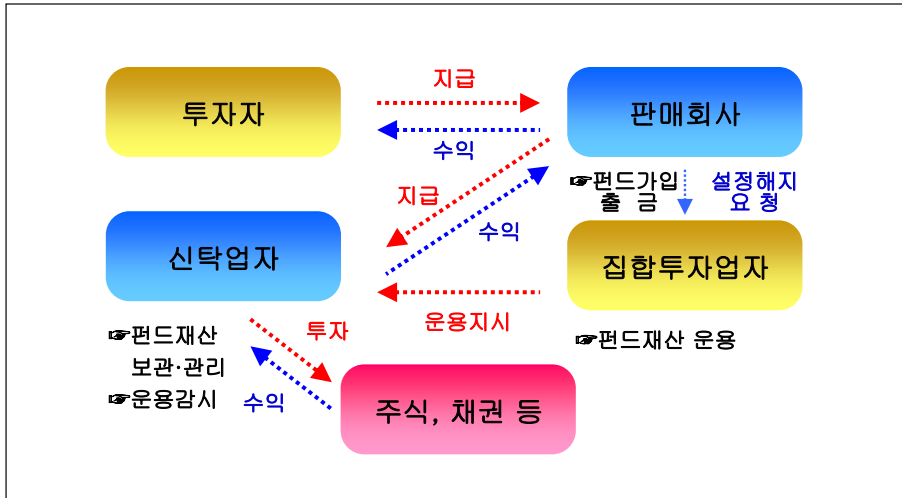 지급
투자자
판매회사
수익
☞펀드가입
출 금
설정해지
요 청
지급
수익
신탁업자
집합투자업자
운용지시
☞펀드재산
보관·관리
☞운용감시
투자
수익
☞펀드재산 운용
주식, 채권 등